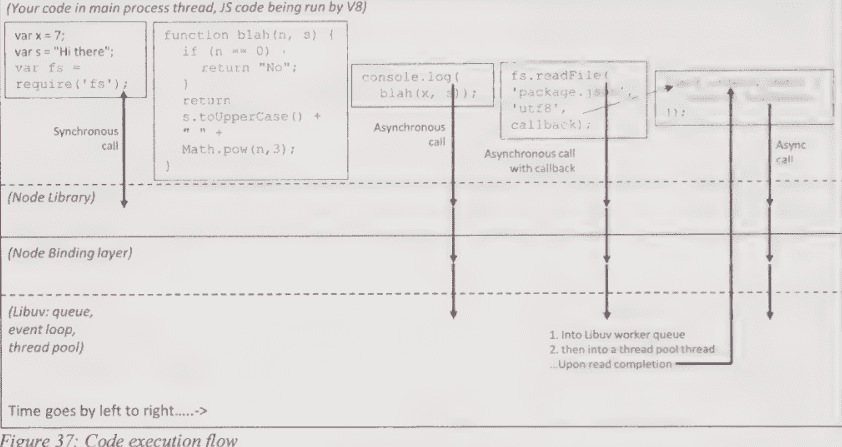 (Your code in main process thread, JS code being run by V8)
var x = 7;
var s = "Hi there";
var fs =
require('fs');
function blah(n, s) {
if (n == 0)
return "No";
}
return
s.toUpperCase() +
" " +
Math.pow(n,3);
}
console.log(
blah(x, s));
fs.readFile(
'package.json',
'utf8',
callback);
});
Synchronous
call
Asynchronous
call
Asynchronous call
with callback
Async
call
(Node Library)
(Node Binding layer)
(Libuv: queue,
event loop,
thread pool)
1. Into Libuv worker queue
2. then into a thread pool thread
...Upon read completion
Time goes by left to right.....->
Figure 37: Code execution flow